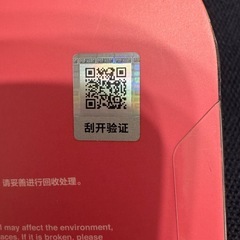 刮开验证
请妥善进行回收处理。
may affect the environment,
aces. If it is broken, please